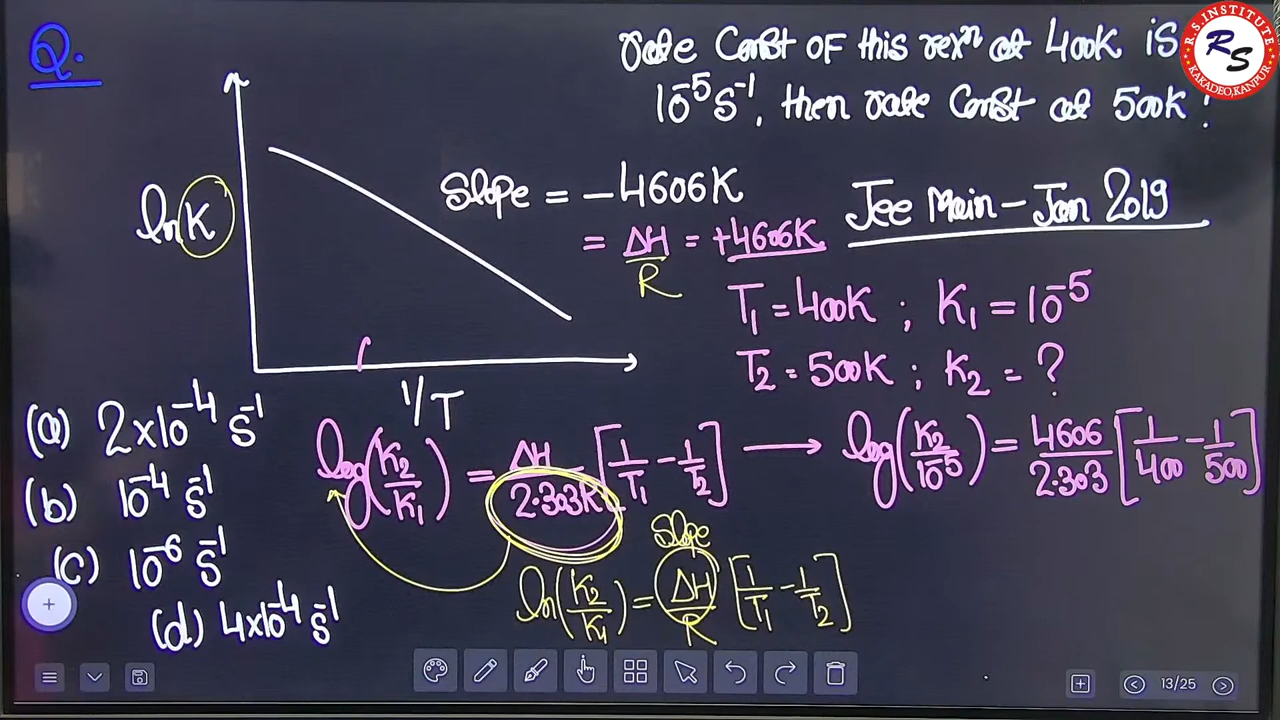 Q.
rate Const of this rexⁿ at 400K is
10⁻⁵ S⁻¹, then rate Const at 500K ?
R.S.INSTITUTE
RS
KAKADEO,KANPUR
ln K
1/T
Slope = −4606K
= ΔH/R = +4606K
Jee Main - Jan 2019
T₁ = 400K ; K₁ = 10⁻⁵
T₂ = 500K ; K₂ = ?
log(K₂/K₁) = ΔH/2.303R [1/T₁ − 1/T₂] → log(K₂/10⁻⁵) = 4606/2.303 [1/400 − 1/500]
Slope
ln(K₂/K₁) = ΔH/R [1/T₁ − 1/T₂]
(a) 2×10⁻⁴ S⁻¹
(b) 10⁻⁴ S⁻¹
(c) 10⁻⁶ S⁻¹
(d) 4×10⁻⁴ S⁻¹
13/25